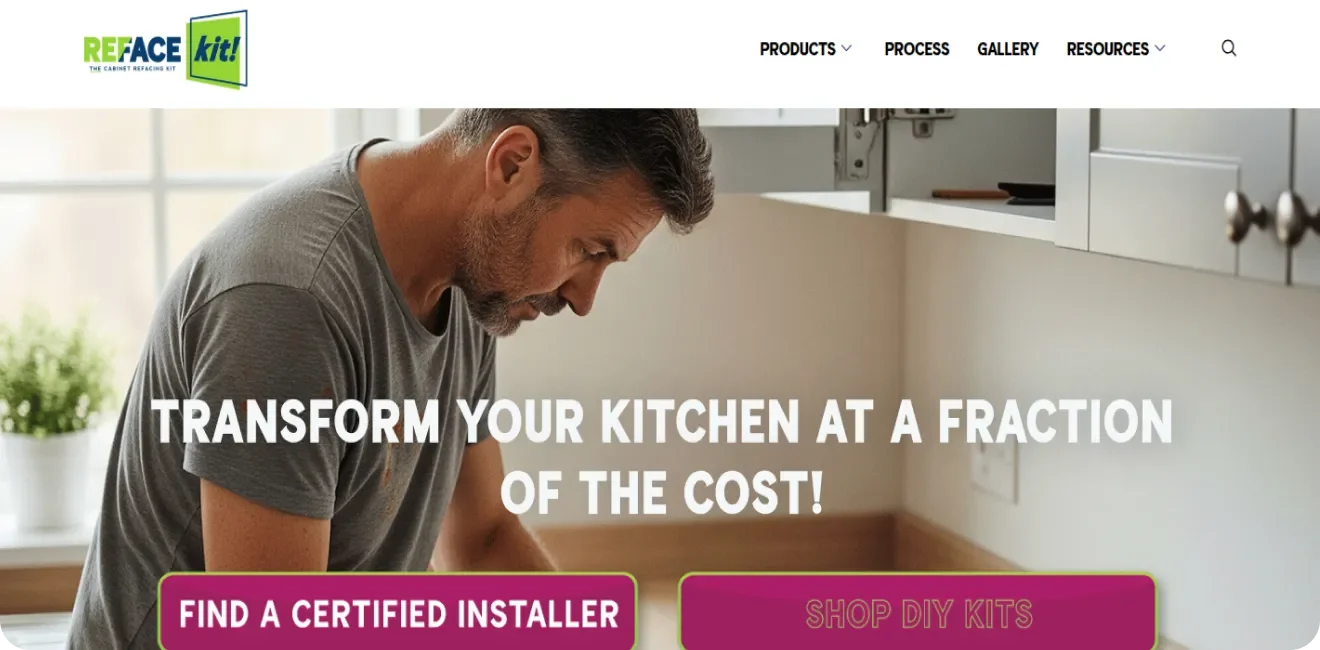 REFACE kit!
THE CABINET REFACING KIT
PRODUCTS PROCESS GALLERY RESOURCES
TRANSFORM YOUR KITCHEN AT A FRACTION
OF THE COST!
FIND A CERTIFIED INSTALLER SHOP DIY KITS